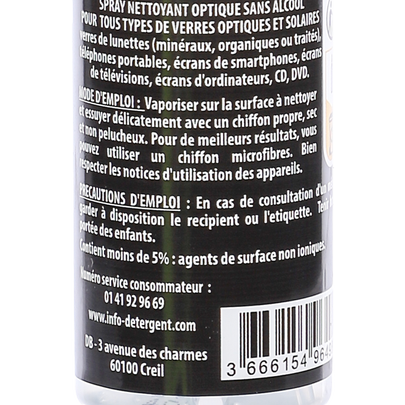 SPRAY NETTOYANT OPTIQUE SANS ALCOOL
POUR TOUS TYPES DE VERRES OPTIQUES ET SOLAIRES
verres de lunettes (minéraux, organiques ou traités),
téléphones portables, écrans de smartphones, écrans
de télévisions, écrans d'ordinateurs, CD, DVD.
MODE D'EMPLOI : Vaporiser sur la surface à nettoyer
et essuyer délicatement avec un chiffon propre, sec
et non pelucheux. Pour de meilleurs résultats, vous
pouvez utiliser un chiffon microfibres. Bien
respecter les notices d'utilisation des appareils.
PRECAUTIONS D'EMPLOI : En cas de consultation d'un
garder à disposition le recipient ou l'etiquette.
portée des enfants.
Contient moins de 5% : agents de surface non ioniques.
Numéro service consommateur :
01 41 92 96 69
www.info-detergent.com
DB - 3 avenue des charmes
60100 Creil
3 666154